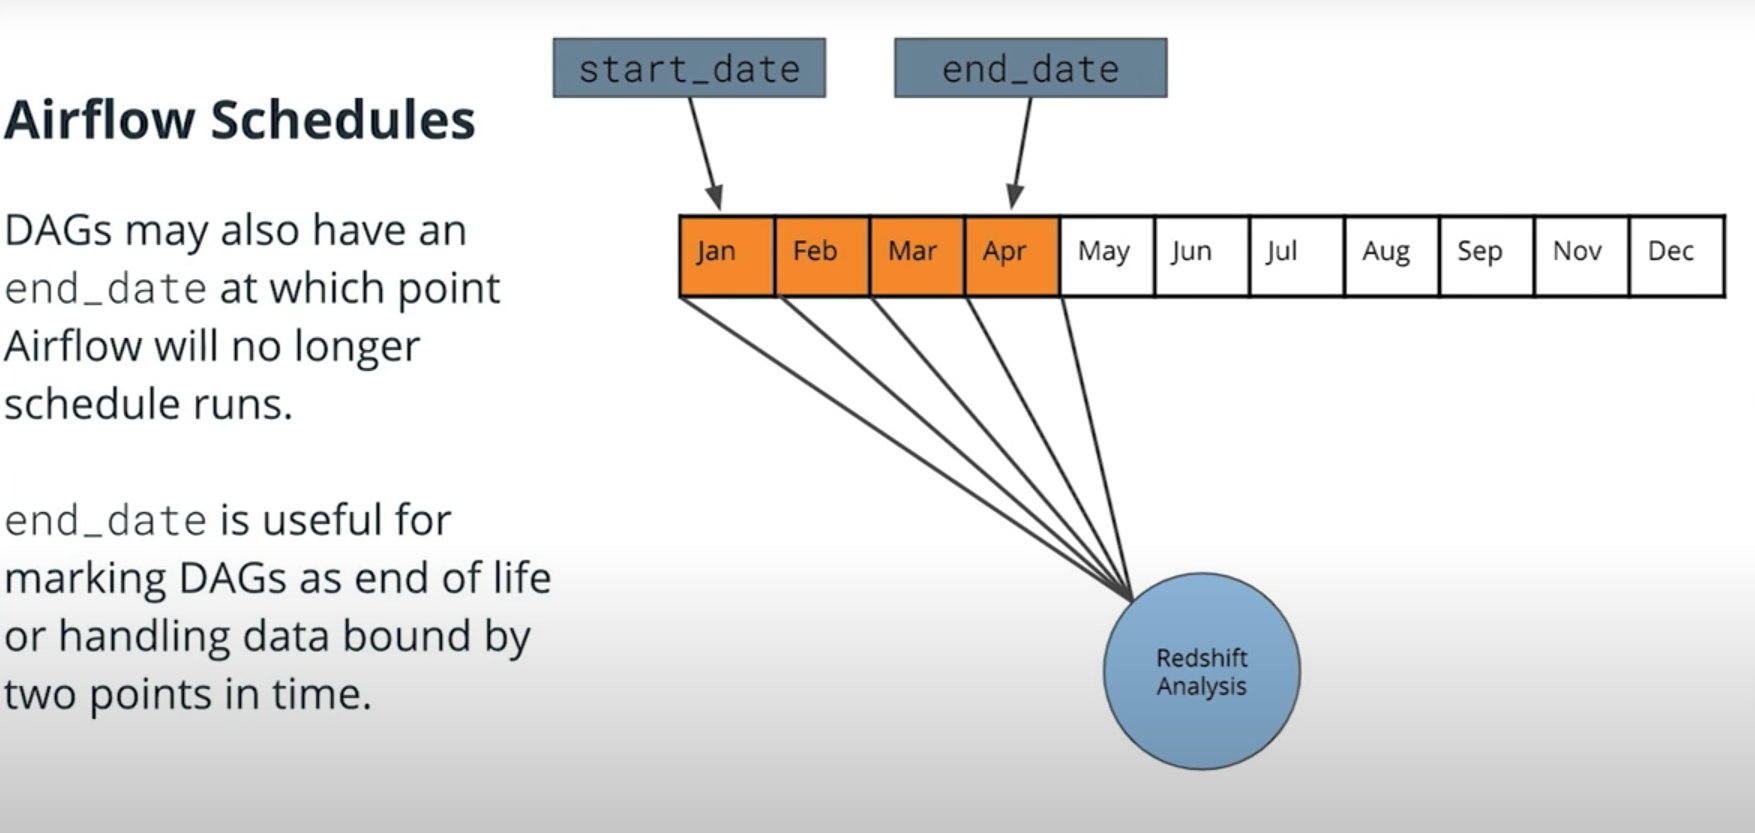 start_date
end_date
Airflow Schedules
DAGs may also have an
end_date at which point
Airflow will no longer
schedule runs.
end_date is useful for
marking DAGs as end of life
or handling data bound by
two points in time.
Jan Feb Mar Apr May Jun Jul Aug Sep Nov Dec
Redshift
Analysis